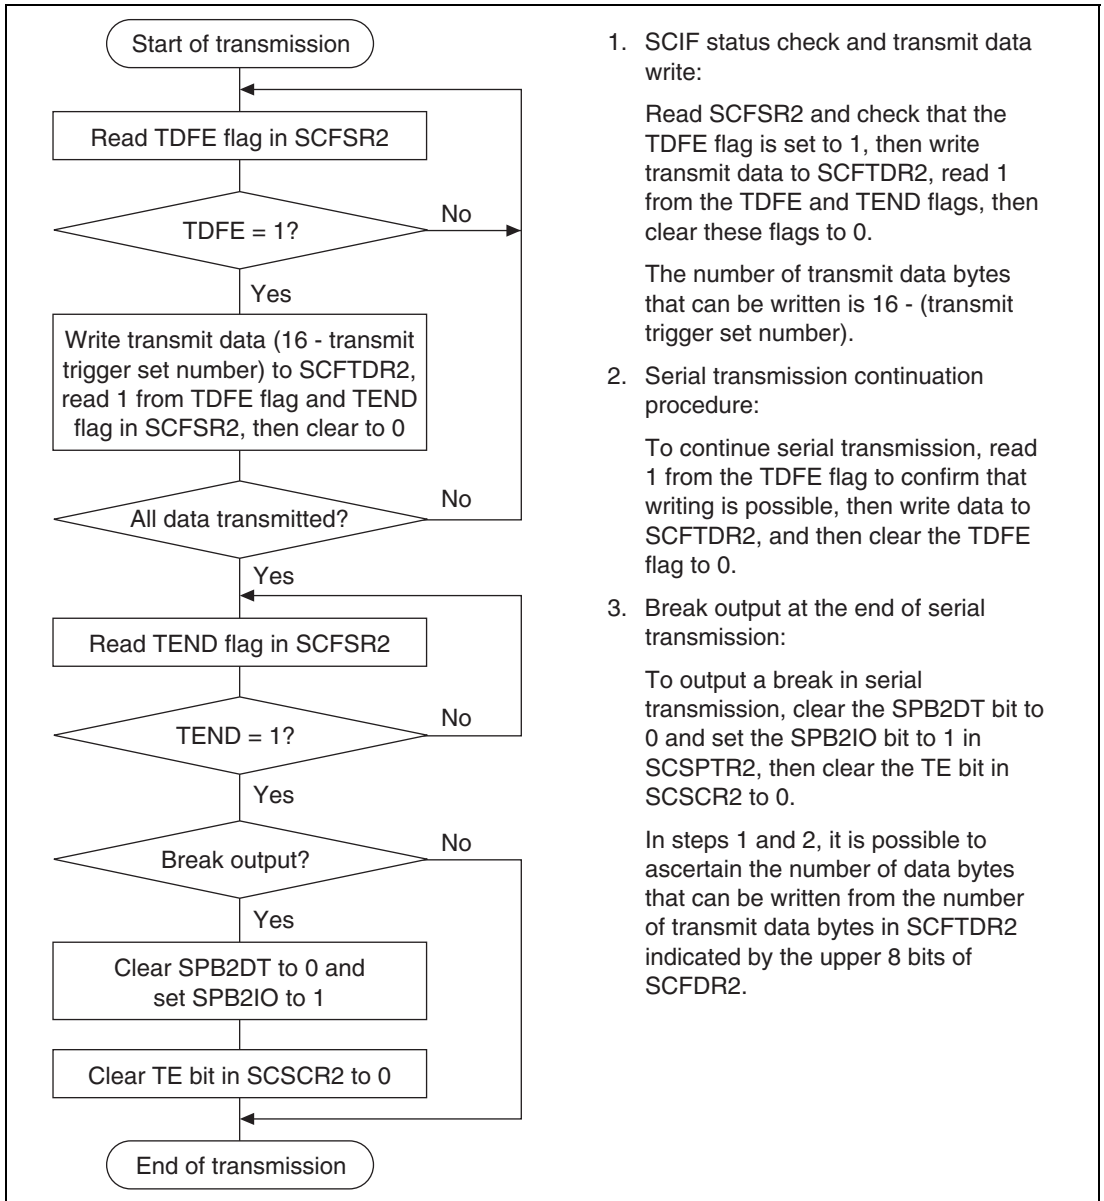 Start of transmission
Read TDFE flag in SCFSR2
TDFE = 1?
No
Yes
Write transmit data (16 - transmit
trigger set number) to SCFTDR2,
read 1 from TDFE flag and TEND
flag in SCFSR2, then clear to 0
All data transmitted?
No
Yes
Read TEND flag in SCFSR2
TEND = 1?
No
Yes
Break output?
No
Yes
Clear SPB2DT to 0 and
set SPB2IO to 1
Clear TE bit in SCSCR2 to 0
End of transmission
1. SCIF status check and transmit data
write:
Read SCFSR2 and check that the
TDFE flag is set to 1, then write
transmit data to SCFTDR2, read 1
from the TDFE and TEND flags, then
clear these flags to 0.
The number of transmit data bytes
that can be written is 16 - (transmit
trigger set number).
2. Serial transmission continuation
procedure:
To continue serial transmission, read
1 from the TDFE flag to confirm that
writing is possible, then write data to
SCFTDR2, and then clear the TDFE
flag to 0.
3. Break output at the end of serial
transmission:
To output a break in serial
transmission, clear the SPB2DT bit to
0 and set the SPB2IO bit to 1 in
SCSPTR2, then clear the TE bit in
SCSCR2 to 0.
In steps 1 and 2, it is possible to
ascertain the number of data bytes
that can be written from the number
of transmit data bytes in SCFTDR2
indicated by the upper 8 bits of
SCFDR2.